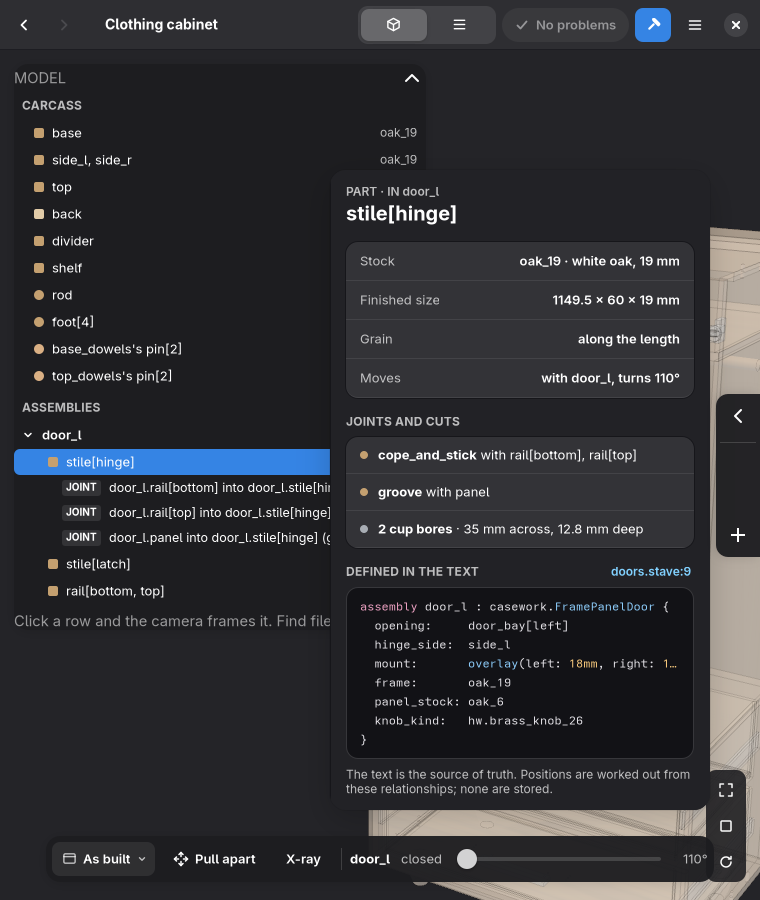 Clothing cabinet
No problems
MODEL
CARCASS
base oak_19
side_l, side_r oak_19
top
back
divider
shelf
rod
foot[4]
base_dowels's pin[2]
top_dowels's pin[2]
ASSEMBLIES
door_l
stile[hinge]
JOINT door_l.rail[bottom] into door_l.stile[hin
JOINT door_l.rail[top] into door_l.stile[hinge]
JOINT door_l.panel into door_l.stile[hinge] (g
stile[latch]
rail[bottom, top]
Click a row and the camera frames it. Find file
PART · IN door_l
stile[hinge]
Stock oak_19 · white oak, 19 mm
Finished size 1149.5 × 60 × 19 mm
Grain along the length
Moves with door_l, turns 110°
JOINTS AND CUTS
cope_and_stick with rail[bottom], rail[top]
groove with panel
2 cup bores · 35 mm across, 12.8 mm deep
DEFINED IN THE TEXT doors.stave:9
assembly door_l : casework.FramePanelDoor {
opening: door_bay[left]
hinge_side: side_l
mount: overlay(left: 18mm, right: 1…
frame: oak_19
panel_stock: oak_6
knob_kind: hw.brass_knob_26
}
The text is the source of truth. Positions are worked out from
these relationships; none are stored.
As built Pull apart X-ray door_l closed 110°